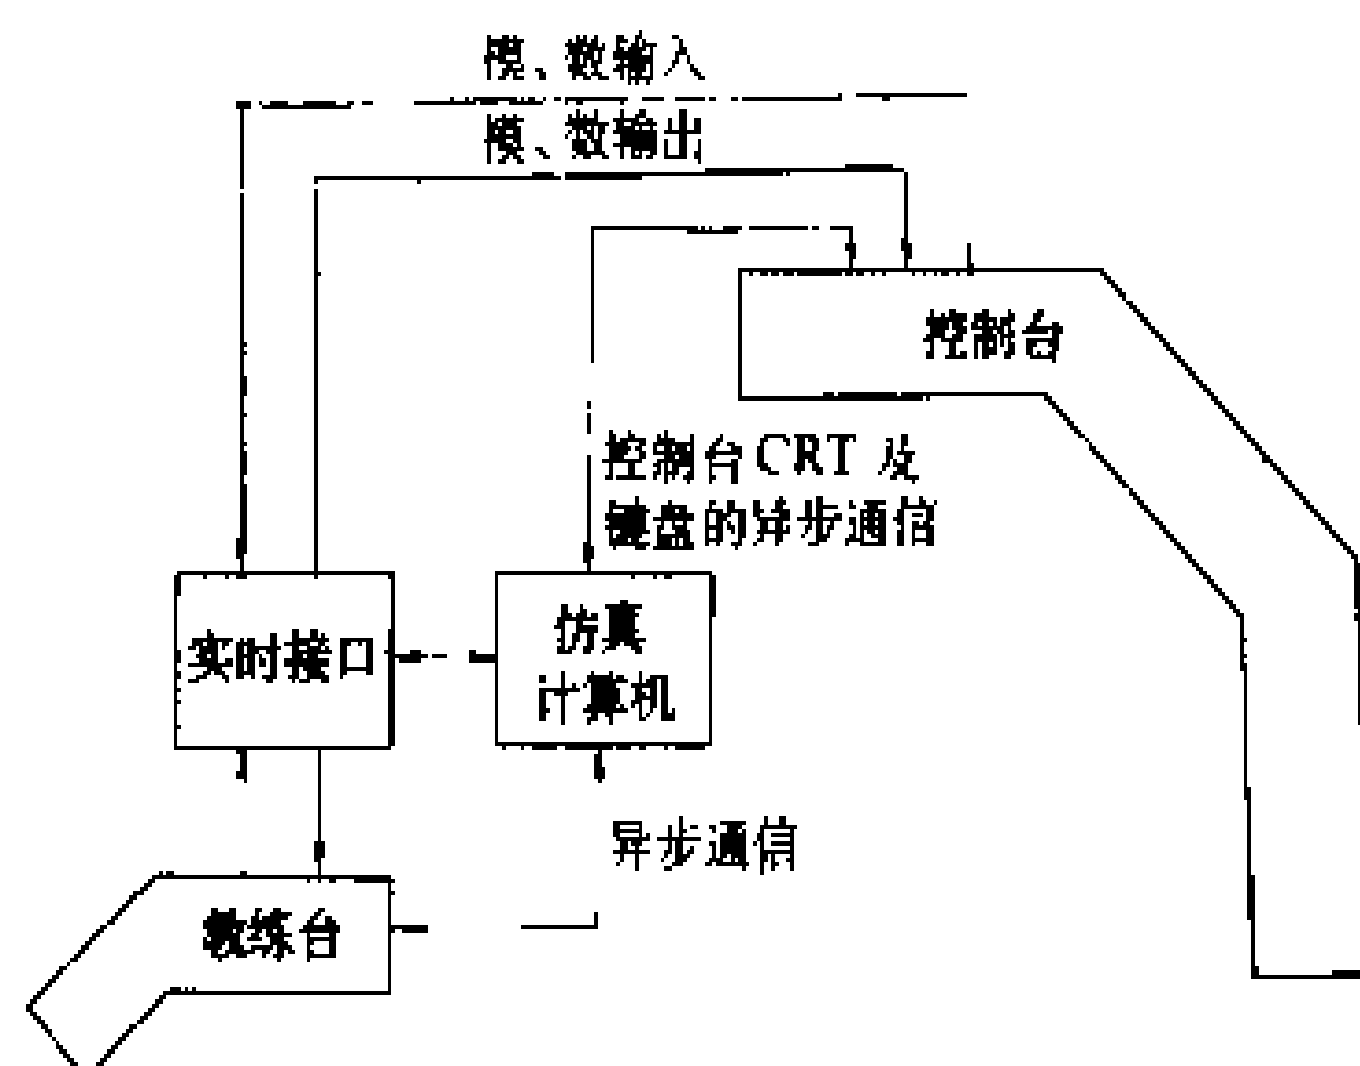 模、数输入
模、数输出
控制台
控制台CRT 及
键盘的异步通信
实时接口
仿真
计算机
异步通信
教练台